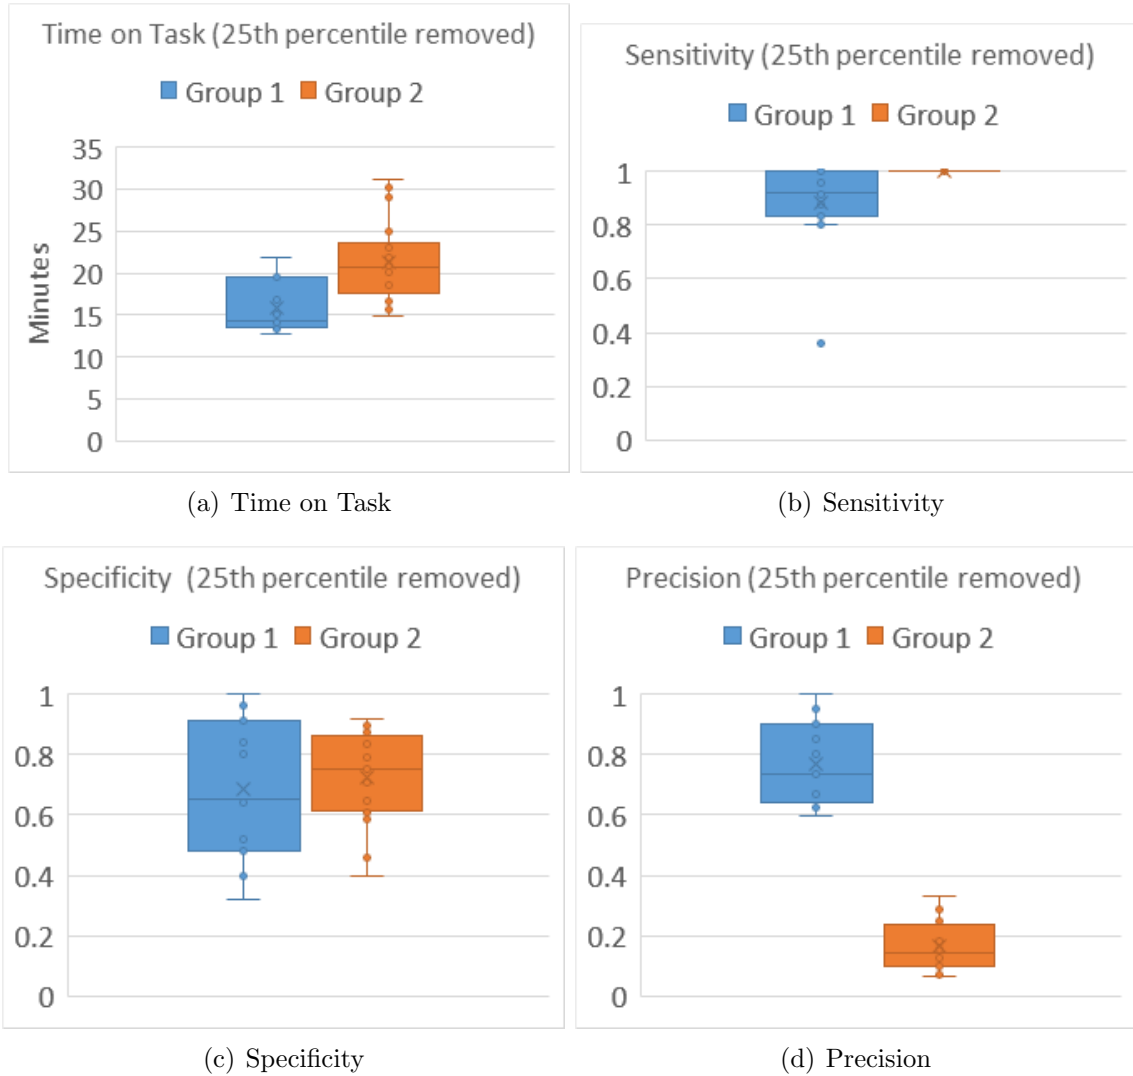 Time on Task (25th percentile removed)
Group 1 Group 2
Minutes
35
30
25
20
15
10
5
0
(a) Time on Task
Sensitivity (25th percentile removed)
Group 1 Group 2
1
0.8
0.6
0.4
0.2
0
(b) Sensitivity
Specificity (25th percentile removed)
Group 1 Group 2
1
0.8
0.6
0.4
0.2
0
(c) Specificity
Precision (25th percentile removed)
Group 1 Group 2
1
0.8
0.6
0.4
0.2
0
(d) Precision